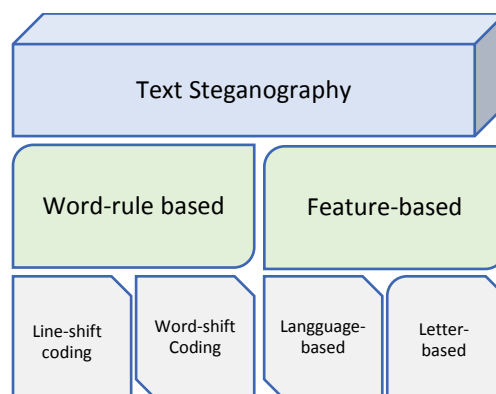 Text Steganography
Word-rule based
Feature-based
Line-shift
coding
Word-shift
Coding
Langguage-
based
Letter-
based